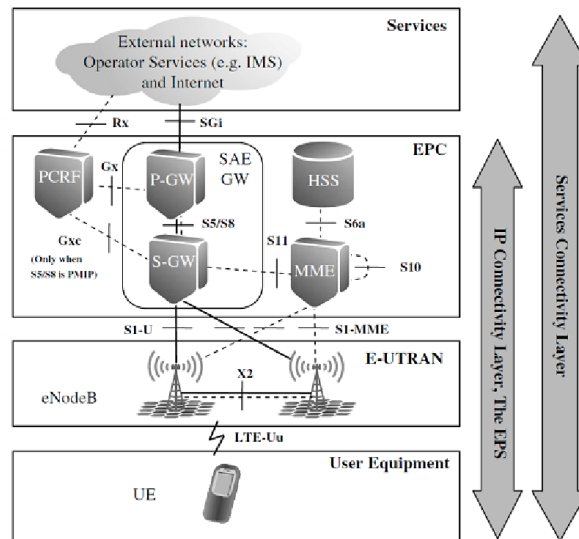 Services
External networks:
Operator Services (e.g. IMS)
and Internet
Rx
SGi
EPC
SAE
GW
PCRF
Gx
P-GW
HSS
S5/S8
S6a
Gxc
(Only when
S5/S8 is PMIP)
S-GW
S11
MME
S10
S1-U
S1-MME
E-UTRAN
X2
eNodeB
LTE-Uu
User Equipment
UE
IP Connectivity Layer, The EPS
Services Connectivity Layer